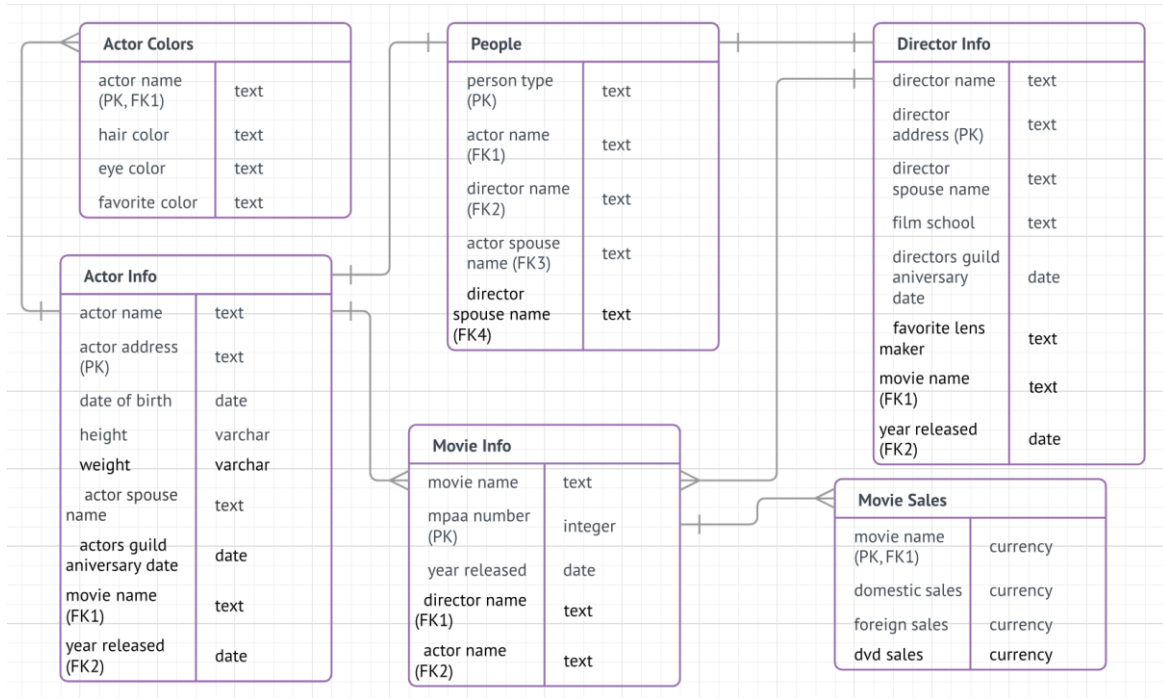 Actor Colors
actor name
(PK, FK1)
text
hair color
text
eye color
text
favorite color
text
People
person type
(PK)
text
actor name
(FK1)
text
director name
(FK2)
text
actor spouse
name (FK3)
text
director
spouse name
(FK4)
text
Director Info
director name
text
director
address (PK)
text
director
spouse name
text
film school
text
directors guild
aniversary
date
date
favorite lens
maker
text
movie name
(FK1)
text
year released
(FK2)
date
Actor Info
actor name
text
actor address
(PK)
text
date of birth
date
height
varchar
weight
varchar
actor spouse
name
text
actors guild
aniversary date
date
movie name
(FK1)
text
year released
(FK2)
date
Movie Info
movie name
text
mpaa number
(PK)
integer
year released
date
director name
(FK1)
text
actor name
(FK2)
text
Movie Sales
movie name
(PK, FK1)
currency
domestic sales
currency
foreign sales
currency
dvd sales
currency